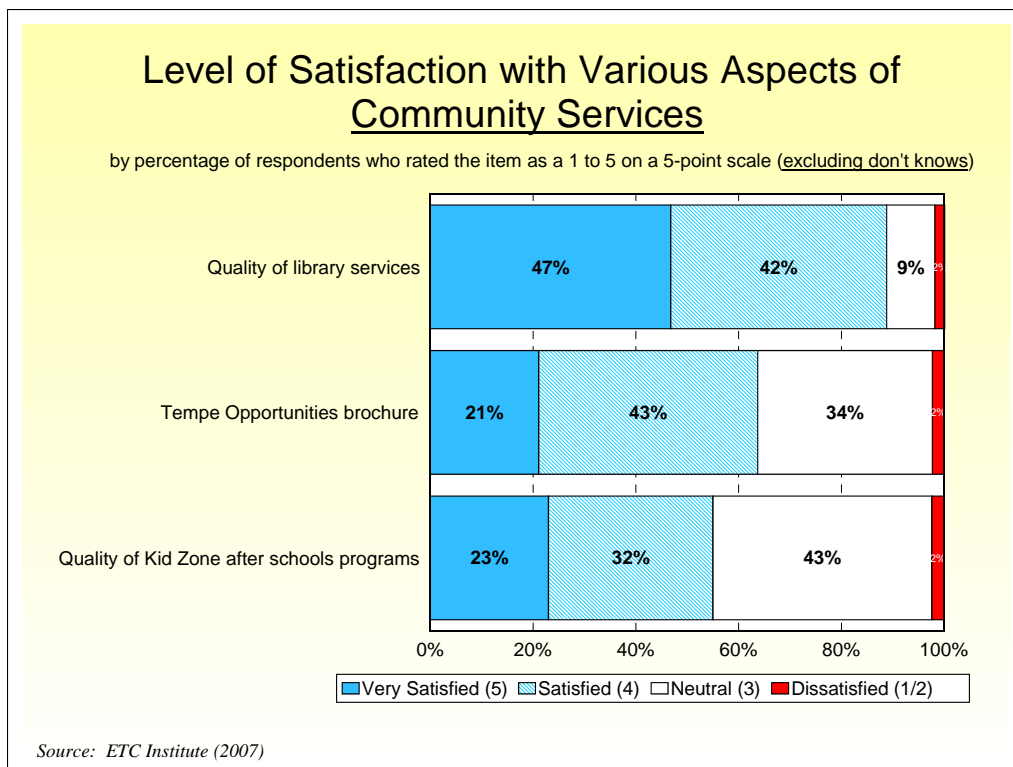 Level of Satisfaction with Various Aspects of
Community Services
by percentage of respondents who rated the item as a 1 to 5 on a 5-point scale (excluding don't knows)
Quality of library services
47%
42%
9%
2%
Tempe Opportunities brochure
21%
43%
34%
2%
Quality of Kid Zone after schools programs
23%
32%
43%
2%
0%
20%
40%
60%
80%
100%
Very Satisfied (5)
Satisfied (4)
Neutral (3)
Dissatisfied (1/2)
Source: ETC Institute (2007)